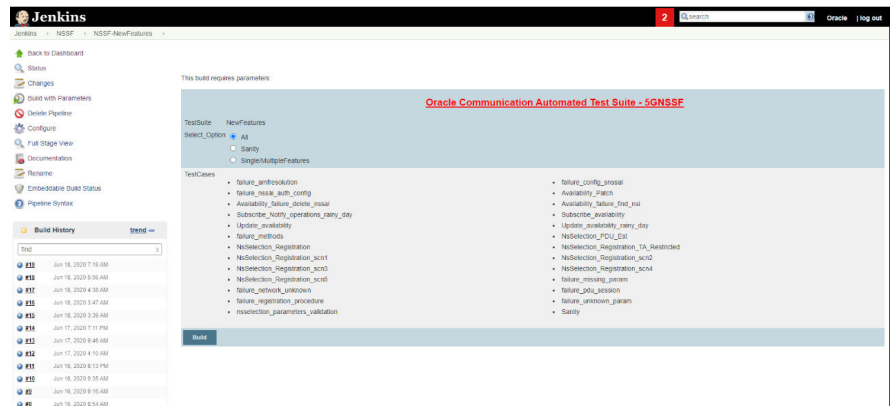 Jenkins
2 search Oracle | log out
Jenkins NSSF NSSF-NewFeatures
Back to Dashboard
Status
Changes
Build with Parameters
Delete Pipeline
Configure
Full Stage View
Documentation
Rename
Embeddable Build Status
Pipeline Syntax
Build History trend
find x
#19 Jun 18, 2020 7:19 AM
#18 Jun 18, 2020 6:56 AM
#17 Jun 18, 2020 4:38 AM
#16 Jun 18, 2020 3:47 AM
#15 Jun 18, 2020 3:39 AM
#14 Jun 17, 2020 7:11 PM
#13 Jun 17, 2020 9:46 AM
#12 Jun 17, 2020 4:10 AM
#11 Jun 16, 2020 8:13 PM
#10 Jun 16, 2020 9:35 AM
#9 Jun 16, 2020 9:16 AM
#8 Jun 16, 2020 8:54 AM
This build requires parameters:
Oracle Communication Automated Test Suite - 5GNSSF
TestSuite NewFeatures
Select_Option All
Sanity
Single/MultipleFeatures
TestCases
failure_amfresolution
failure_nssai_auth_config
Availability_failure_delete_nssai
Subscribe_Notify_operations_rainy_day
Update_availability
failure_methods
NsSelection_Registration
NsSelection_Registration_scn1
NsSelection_Registration_scn3
NsSelection_Registration_scn5
failure_network_unknown
failure_registration_procedure
nsselection_parameters_validation
failure_config_snssai
Availability_Patch
Availability_failure_find_nsi
Subscribe_availability
Update_availability_rainy_day
NsSelection_PDU_Est
NsSelection_Registration_TA_Restricted
NsSelection_Registration_scn2
NsSelection_Registration_scn4
failure_missing_param
failure_pdu_session
failure_unknown_param
Sanity
Build